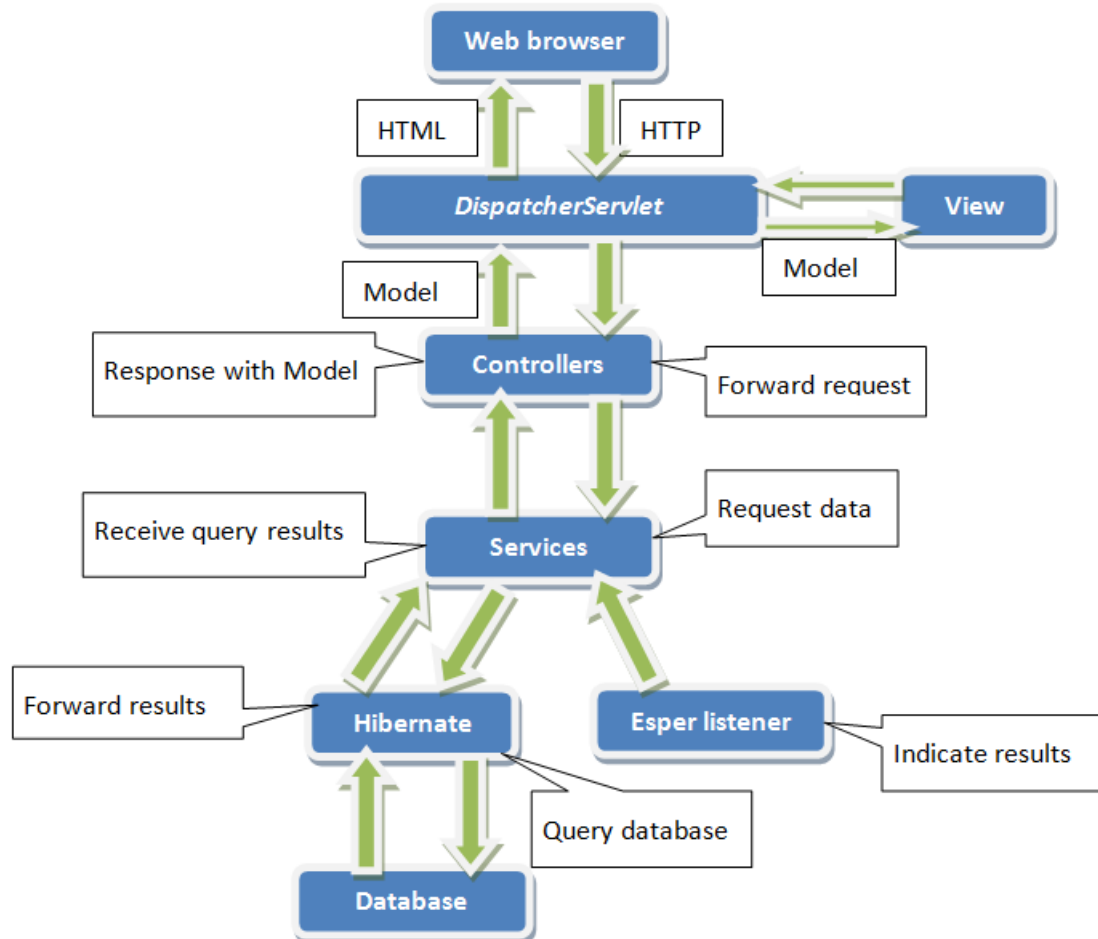 Web browser
HTML
HTTP
DispatcherServlet
View
Model
Model
Response with Model
Controllers
Forward request
Receive query results
Services
Request data
Forward results
Hibernate
Esper listener
Indicate results
Query database
Database